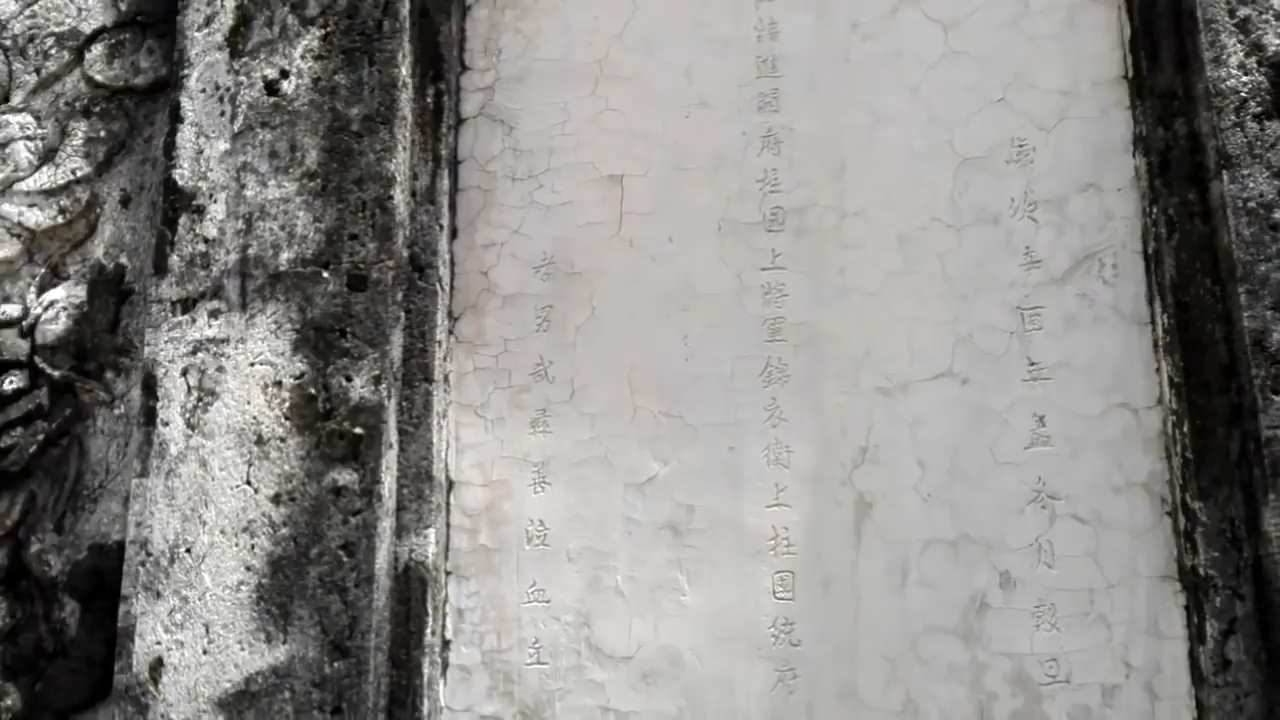 歲次辛酉年孟冬月穀旦
特進開府柱国上將軍錦衣衛上柱國統府
孝男武彝善泣血立